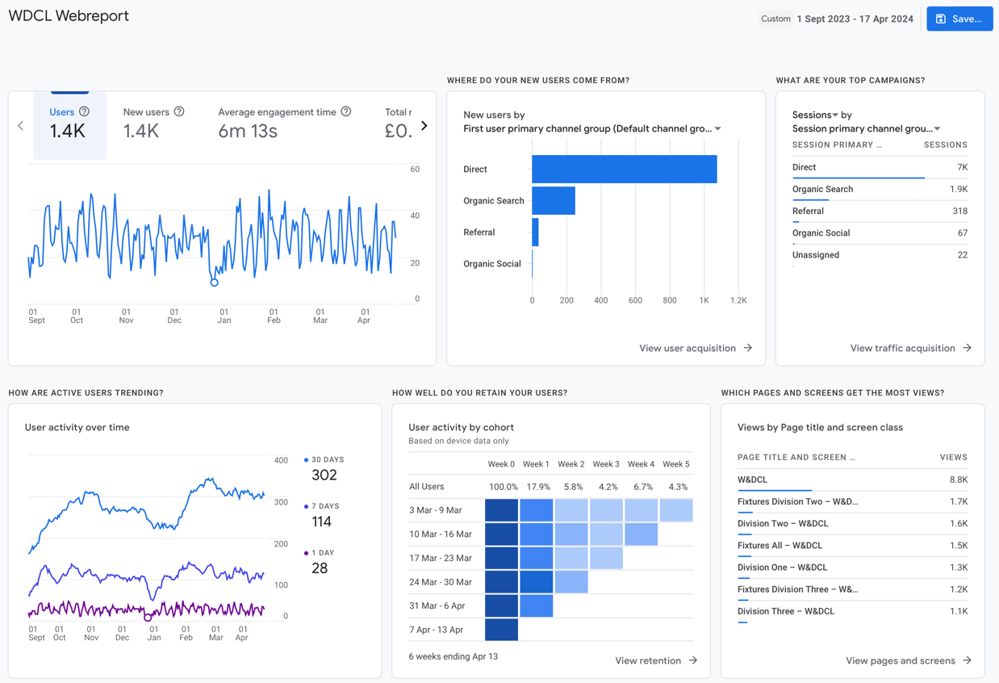 WDCL Webreport
Custom 1 Sept 2023 - 17 Apr 2024
Save...
Users
1.4K
New users
1.4K
Average engagement time
6m 13s
Total r
£0.
60
40
20
0
01 Sept
01 Oct
01 Nov
01 Dec
01 Jan
01 Feb
01 Mar
01 Apr
WHERE DO YOUR NEW USERS COME FROM?
New users by
First user primary channel group (Default channel gro...
Direct
Organic Search
Referral
Organic Social
0 200 400 600 800 1K 1.2K
View user acquisition
WHAT ARE YOUR TOP CAMPAIGNS?
Sessions by
Session primary channel grou...
SESSION PRIMARY ... SESSIONS
Direct 7K
Organic Search 1.9K
Referral 318
Organic Social 67
Unassigned 22
View traffic acquisition
HOW ARE ACTIVE USERS TRENDING?
User activity over time
400
300
200
100
0
01 Sept
01 Oct
01 Nov
01 Dec
01 Jan
01 Feb
01 Mar
01 Apr
30 DAYS
302
7 DAYS
114
1 DAY
28
HOW WELL DO YOU RETAIN YOUR USERS?
User activity by cohort
Based on device data only
Week 0 Week 1 Week 2 Week 3 Week 4 Week 5
All Users 100.0% 17.9% 5.8% 4.2% 6.7% 4.3%
3 Mar - 9 Mar
10 Mar - 16 Mar
17 Mar - 23 Mar
24 Mar - 30 Mar
31 Mar - 6 Apr
7 Apr - 13 Apr
6 weeks ending Apr 13
View retention
WHICH PAGES AND SCREENS GET THE MOST VIEWS?
Views by Page title and screen class
PAGE TITLE AND SCREEN ... VIEWS
W&DCL 8.8K
Fixtures Division Two – W&D... 1.7K
Division Two – W&DCL 1.6K
Fixtures All – W&DCL 1.5K
Division One – W&DCL 1.3K
Fixtures Division Three – W&... 1.2K
Division Three – W&DCL 1.1K
View pages and screens